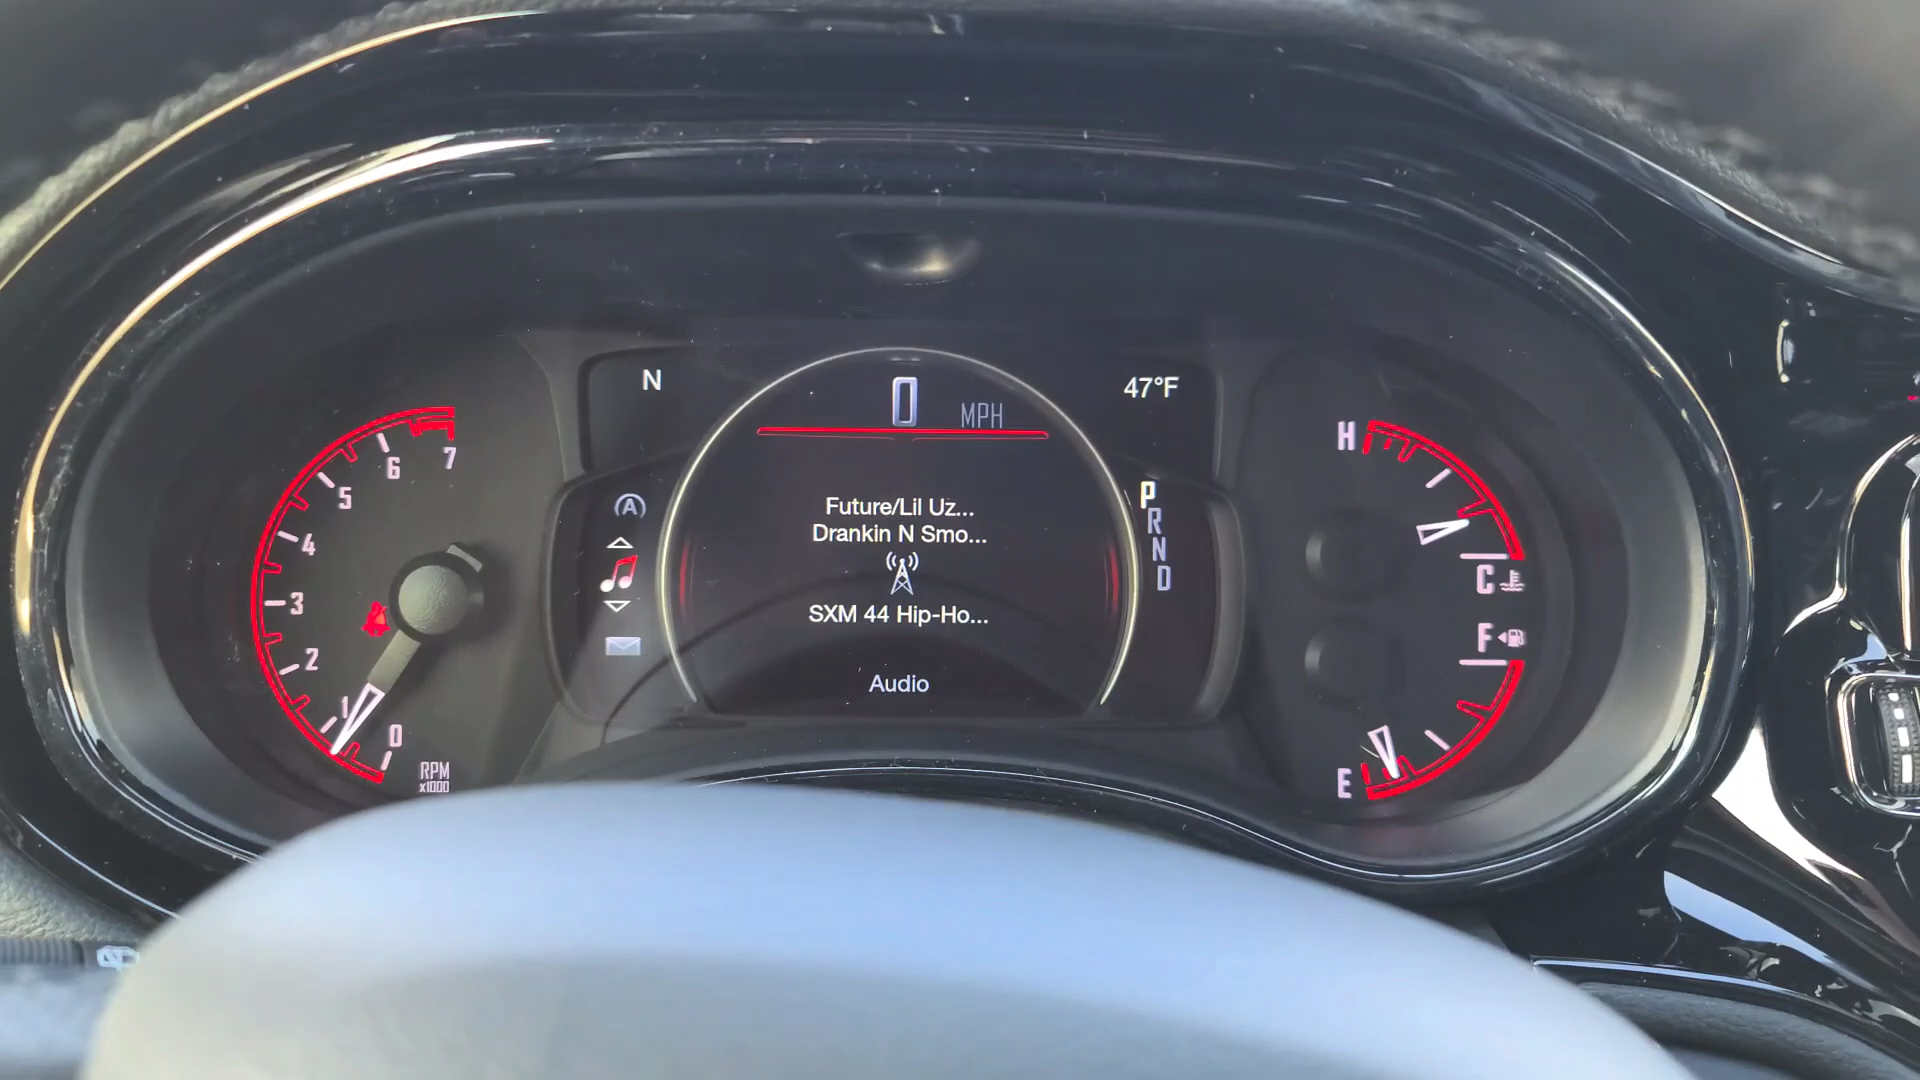 N
0 MPH
47°F
Future/Lil Uz...
Drankin N Smo...
SXM 44 Hip-Ho...
Audio
A
P
R
N
D
7
6
5
4
3
2
1
0
RPM
x1000
H
C
F
E